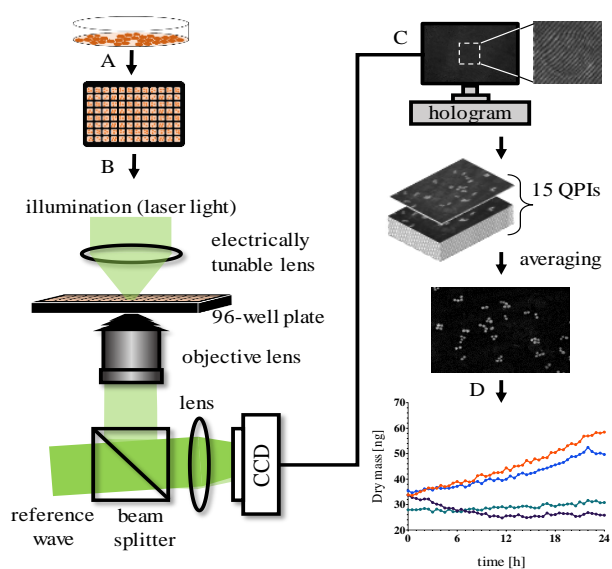 A
B
illumination (laser light)
electrically
tunable lens
96-well plate
objective lens
lens
CCD
reference
wave
beam
splitter
C
hologram
15 QPIs
averaging
D
Dry mass [ng]
70
60
50
40
30
20
0
6
12
18
24
time [h]